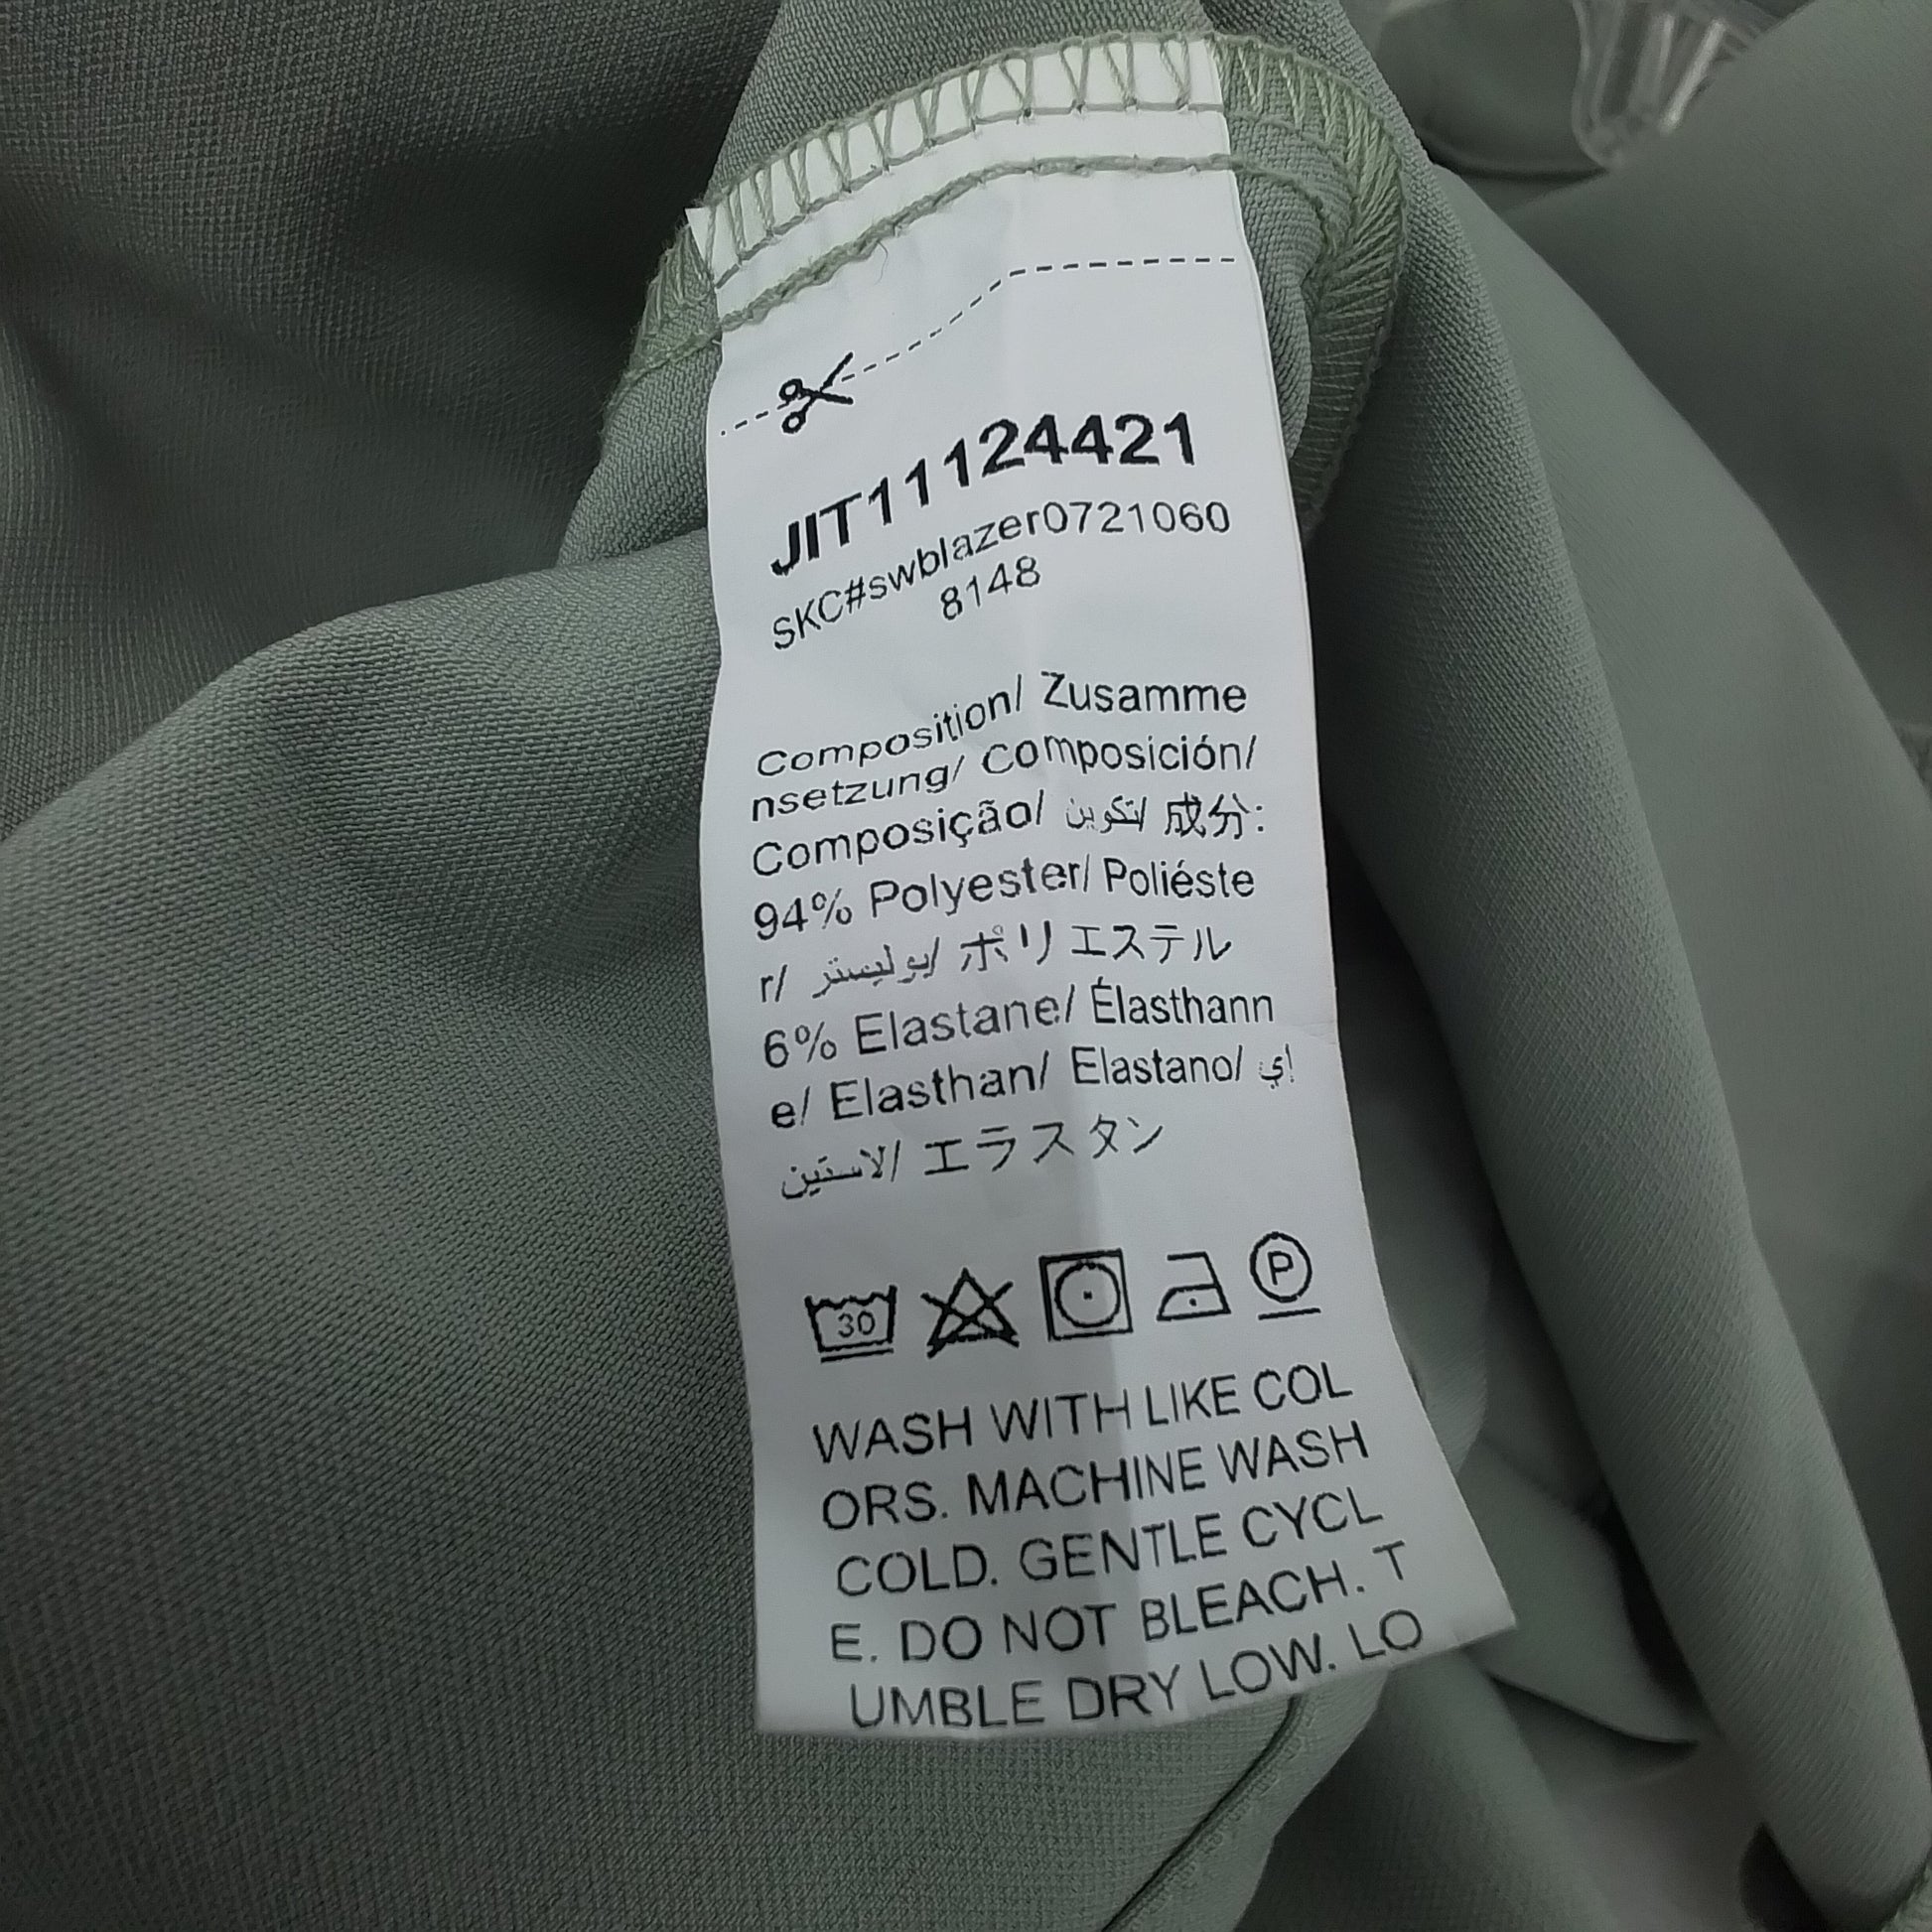 JIT11124421
SKC#swblazer0721060
8148
Composition/ Zusamme
nsetzung/ Composición/
Composição/ التكوين/ 成分:
94% Polyester/ Poliéste
r/ بوليستر/ ポリエステル
6% Elastane/ Élasthann
e/ Elasthan/ Elastano/ إي
لاستين/ エラスタン
30
P
WASH WITH LIKE COL
ORS. MACHINE WASH
COLD. GENTLE CYCL
E. DO NOT BLEACH. T
UMBLE DRY LOW. LO